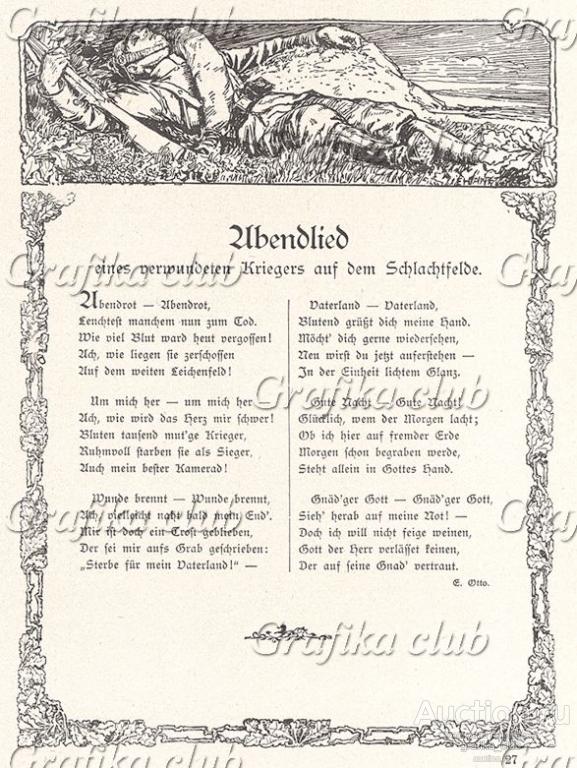 Grafika club
Abendlied
eines verwundeten Kriegers auf dem Schlachtfelde.
Abendrot — Abendrot,
Leuchtest manchem nun zum Tod.
Wie viel Blut ward heut vergossen!
Ach, wie liegen sie zerschossen
Auf dem weiten Leichenfeld!
Um mich her — um mich her
Ach, wie wird das Herz mir schwer!
Bluten tausend mut'ge Krieger,
Ruhmvoll starben sie als Sieger,
Auch mein bester Kamerad!
Wunde brennt — Wunde brennt,
Ach vielleicht naht bald mein End'.
Mir ist doch ein Trost geblieben,
Der sei mir aufs Grab geschrieben:
„Sterbe für mein Vaterland!" —
Vaterland — Vaterland,
Blutend grüßt dich meine Hand.
Möcht' dich gerne wiedersehen,
Neu wirst du jetzt auferstehen —
In der Einheit lichtem Glanz.
Gute Nacht — Gute Nacht!
Glücklich, wem der Morgen lacht;
Ob ich hier auf fremder Erde
Morgen schon begraben werde,
Steht allein in Gottes Hand.
Gnäd'ger Gott — Gnäd'ger Gott,
Sieh' herab auf meine Not! —
Doch ich will nicht feige weinen,
Gott der Herr verlässet keinen,
Der auf seine Gnad' vertraut.
E. Otto.
Grafika club
27